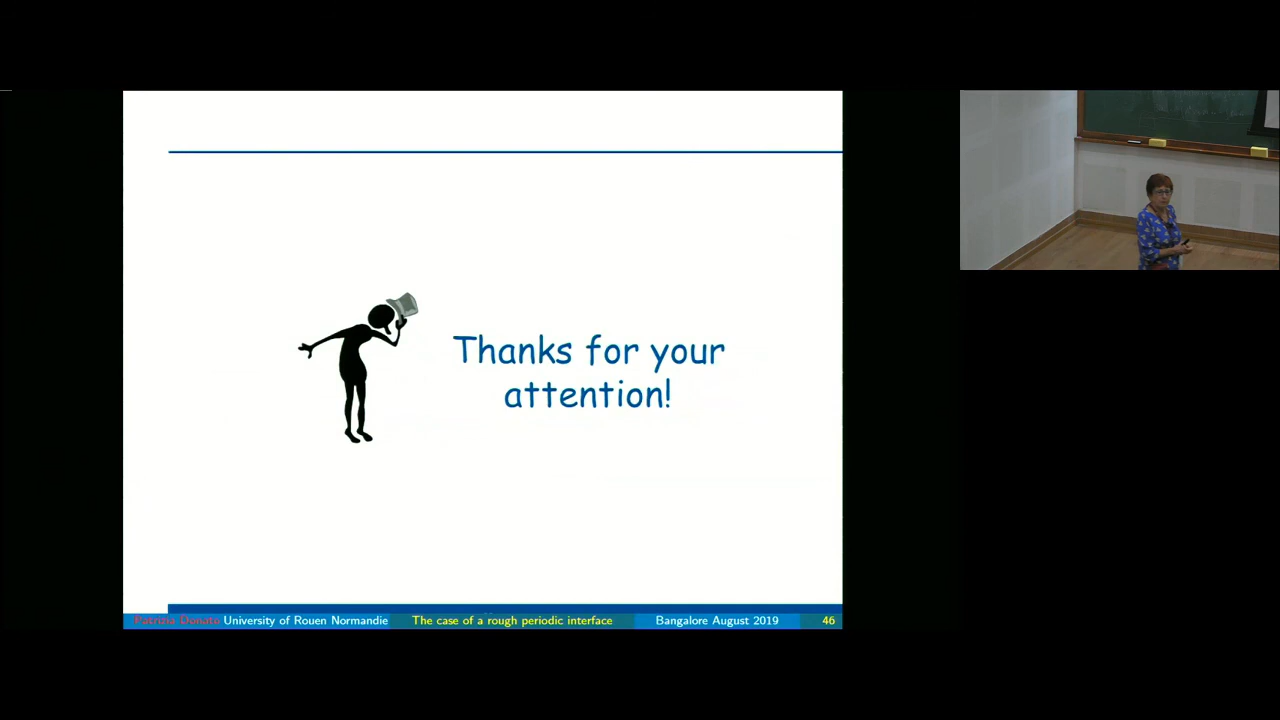 Thanks for your
attention!
Patrizia Donato University of Rouen Normandie The case of a rough periodic interface Bangalore August 2019 46